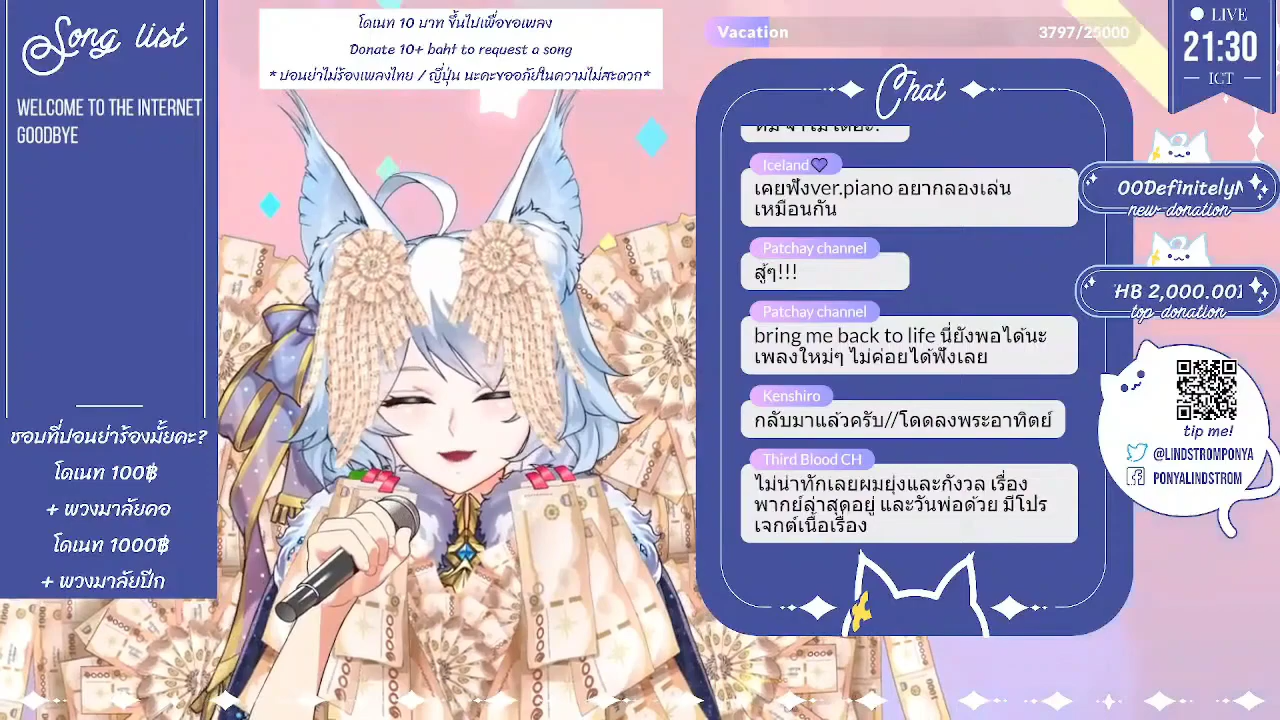 Song list
WELCOME TO THE INTERNET
GOODBYE
ชอบที่ปอนย่าร้องมั้ยคะ?
โดเนท 100฿
+ พวงมาลัยคอ
โดเนท 1000฿
+ พวงมาลัยปีก
โดเนท 10 บาท ขึ้นไปเพื่อขอเพลง
Donate 10+ baht to request a song
* ปอนย่าไม่ร้องเพลงไทย / ญี่ปุ่น นะคะขออภัยในความไม่สะดวก*
Vacation
3797/25000
Chat
Iceland
เคยฟังver.piano อยากลองเล่น
เหมือนกัน
Patchay channel
สู้ๆ!!!
Patchay channel
bring me back to life นี่ยังพอได้นะ
เพลงใหม่ๆ ไม่ค่อยได้ฟังเลย
Kenshiro
กลับมาแล้วครับ//โดดลงพระอาทิตย์
Third Blood CH
ไม่น่าทักเลยผมยุ่งและกังวล เรื่อง
พากย์ล่าสุดอยู่ และวันพ่อด้วย มีโปร
เจกต์เนื้อเรื่อง
LIVE
21:30
ICT
OODefinitelyN
new donation
HB 2,000.00
top donation
tip me!
@LINDSTROMPONYA
PONYALINDSTROM